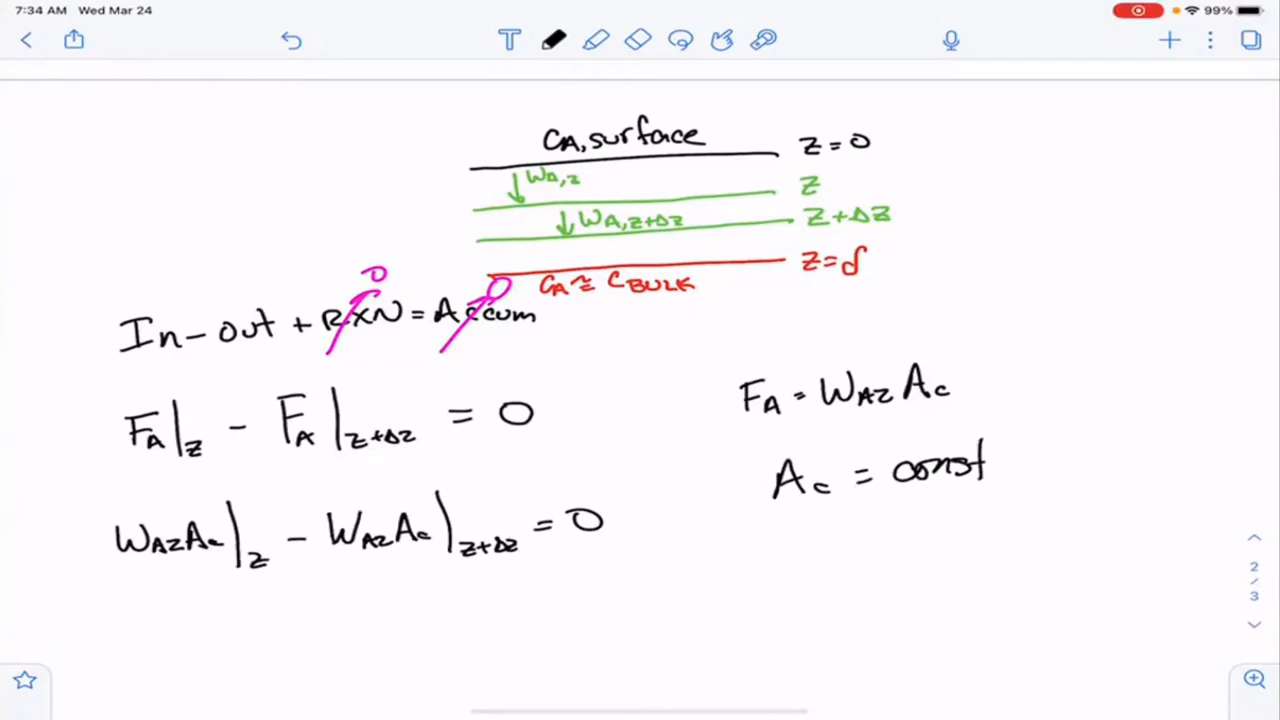 7:34 AM Wed Mar 24
99%
CA,surface
z = 0
WA,z
z
WA,z+Δz
z+Δz
z=δ
CA ≅ CBULK
0
0
In - out + RXN = Accum
FA|z - FA|z+Δz = 0
FA = WAZ Ac
Ac = const
WAZAc|z - WAZAc|z+Δz = 0
2
/
3